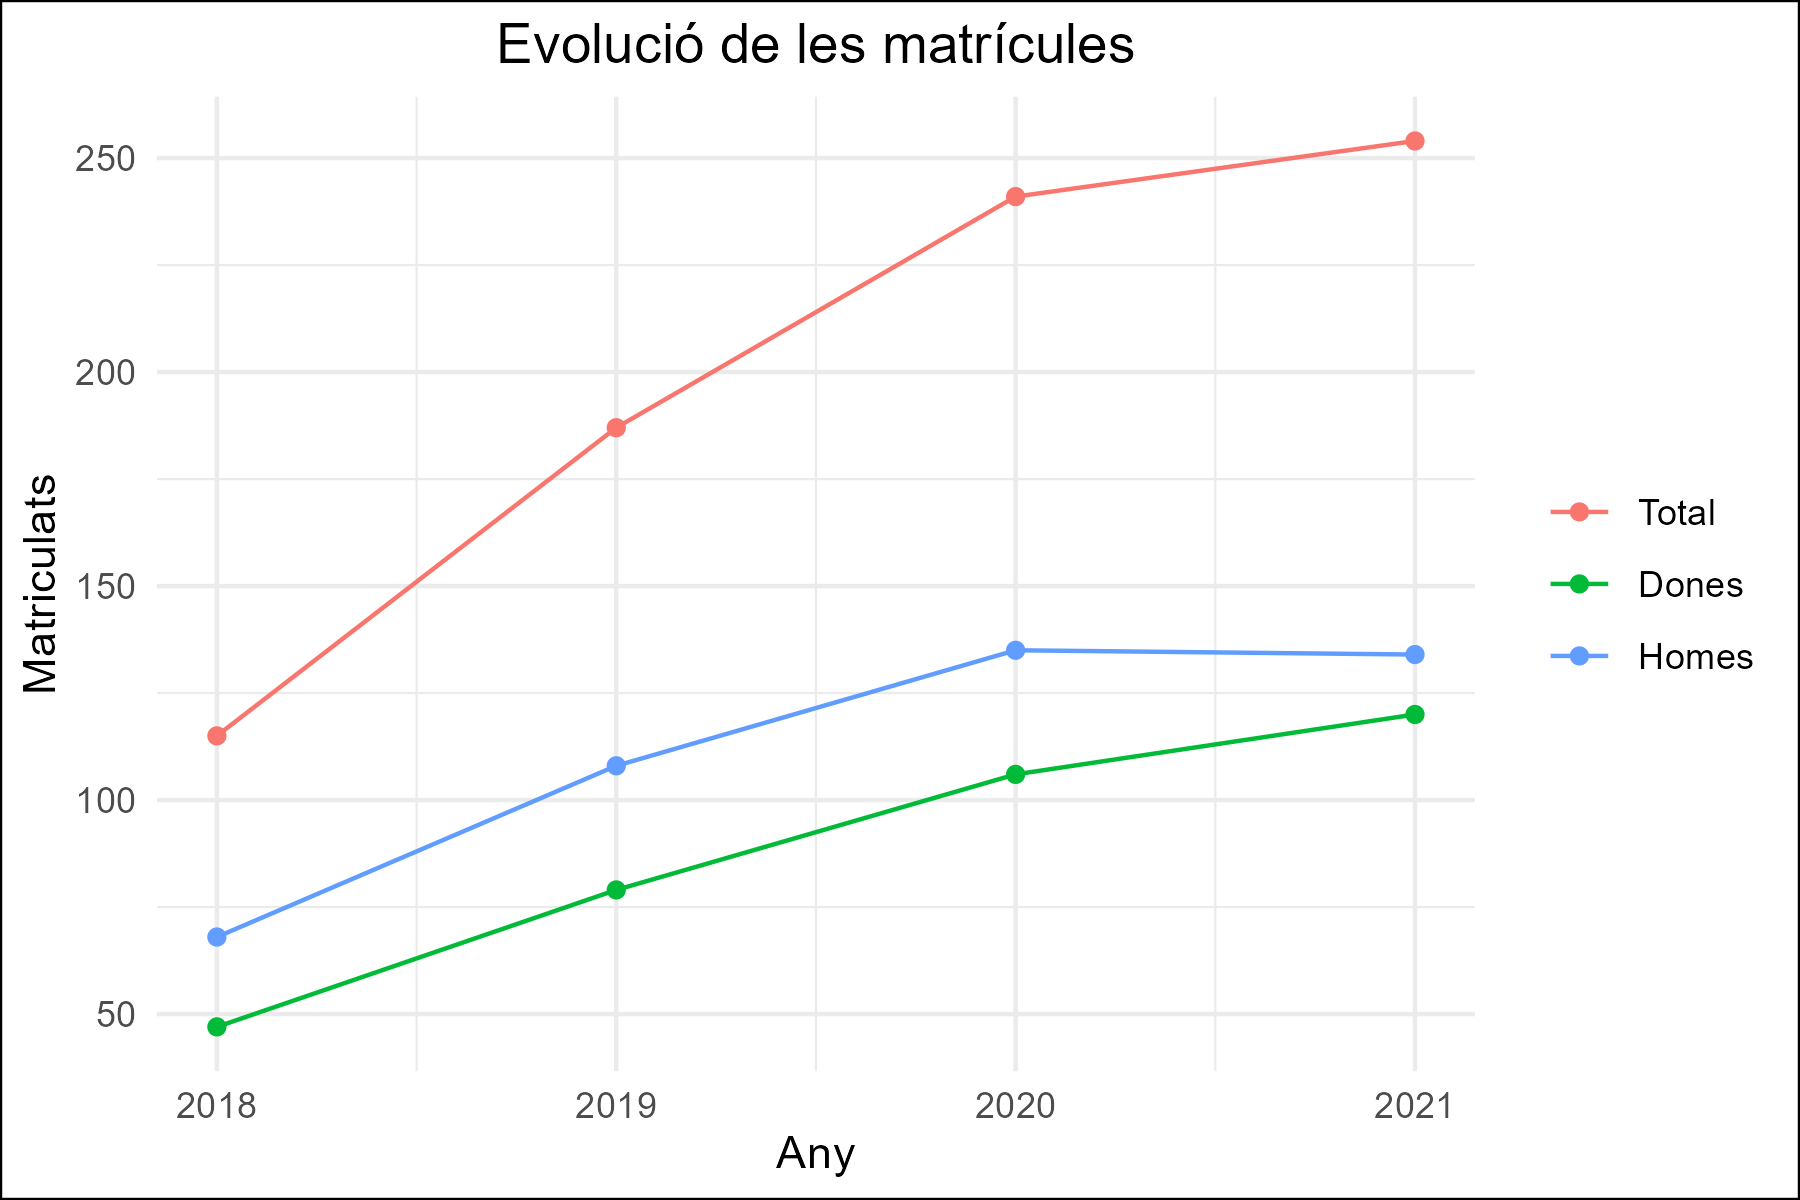 Evolució de les matrícules
Matriculats
250
200
150
100
50
2018 2019 2020 2021
Any
Total
Dones
Homes